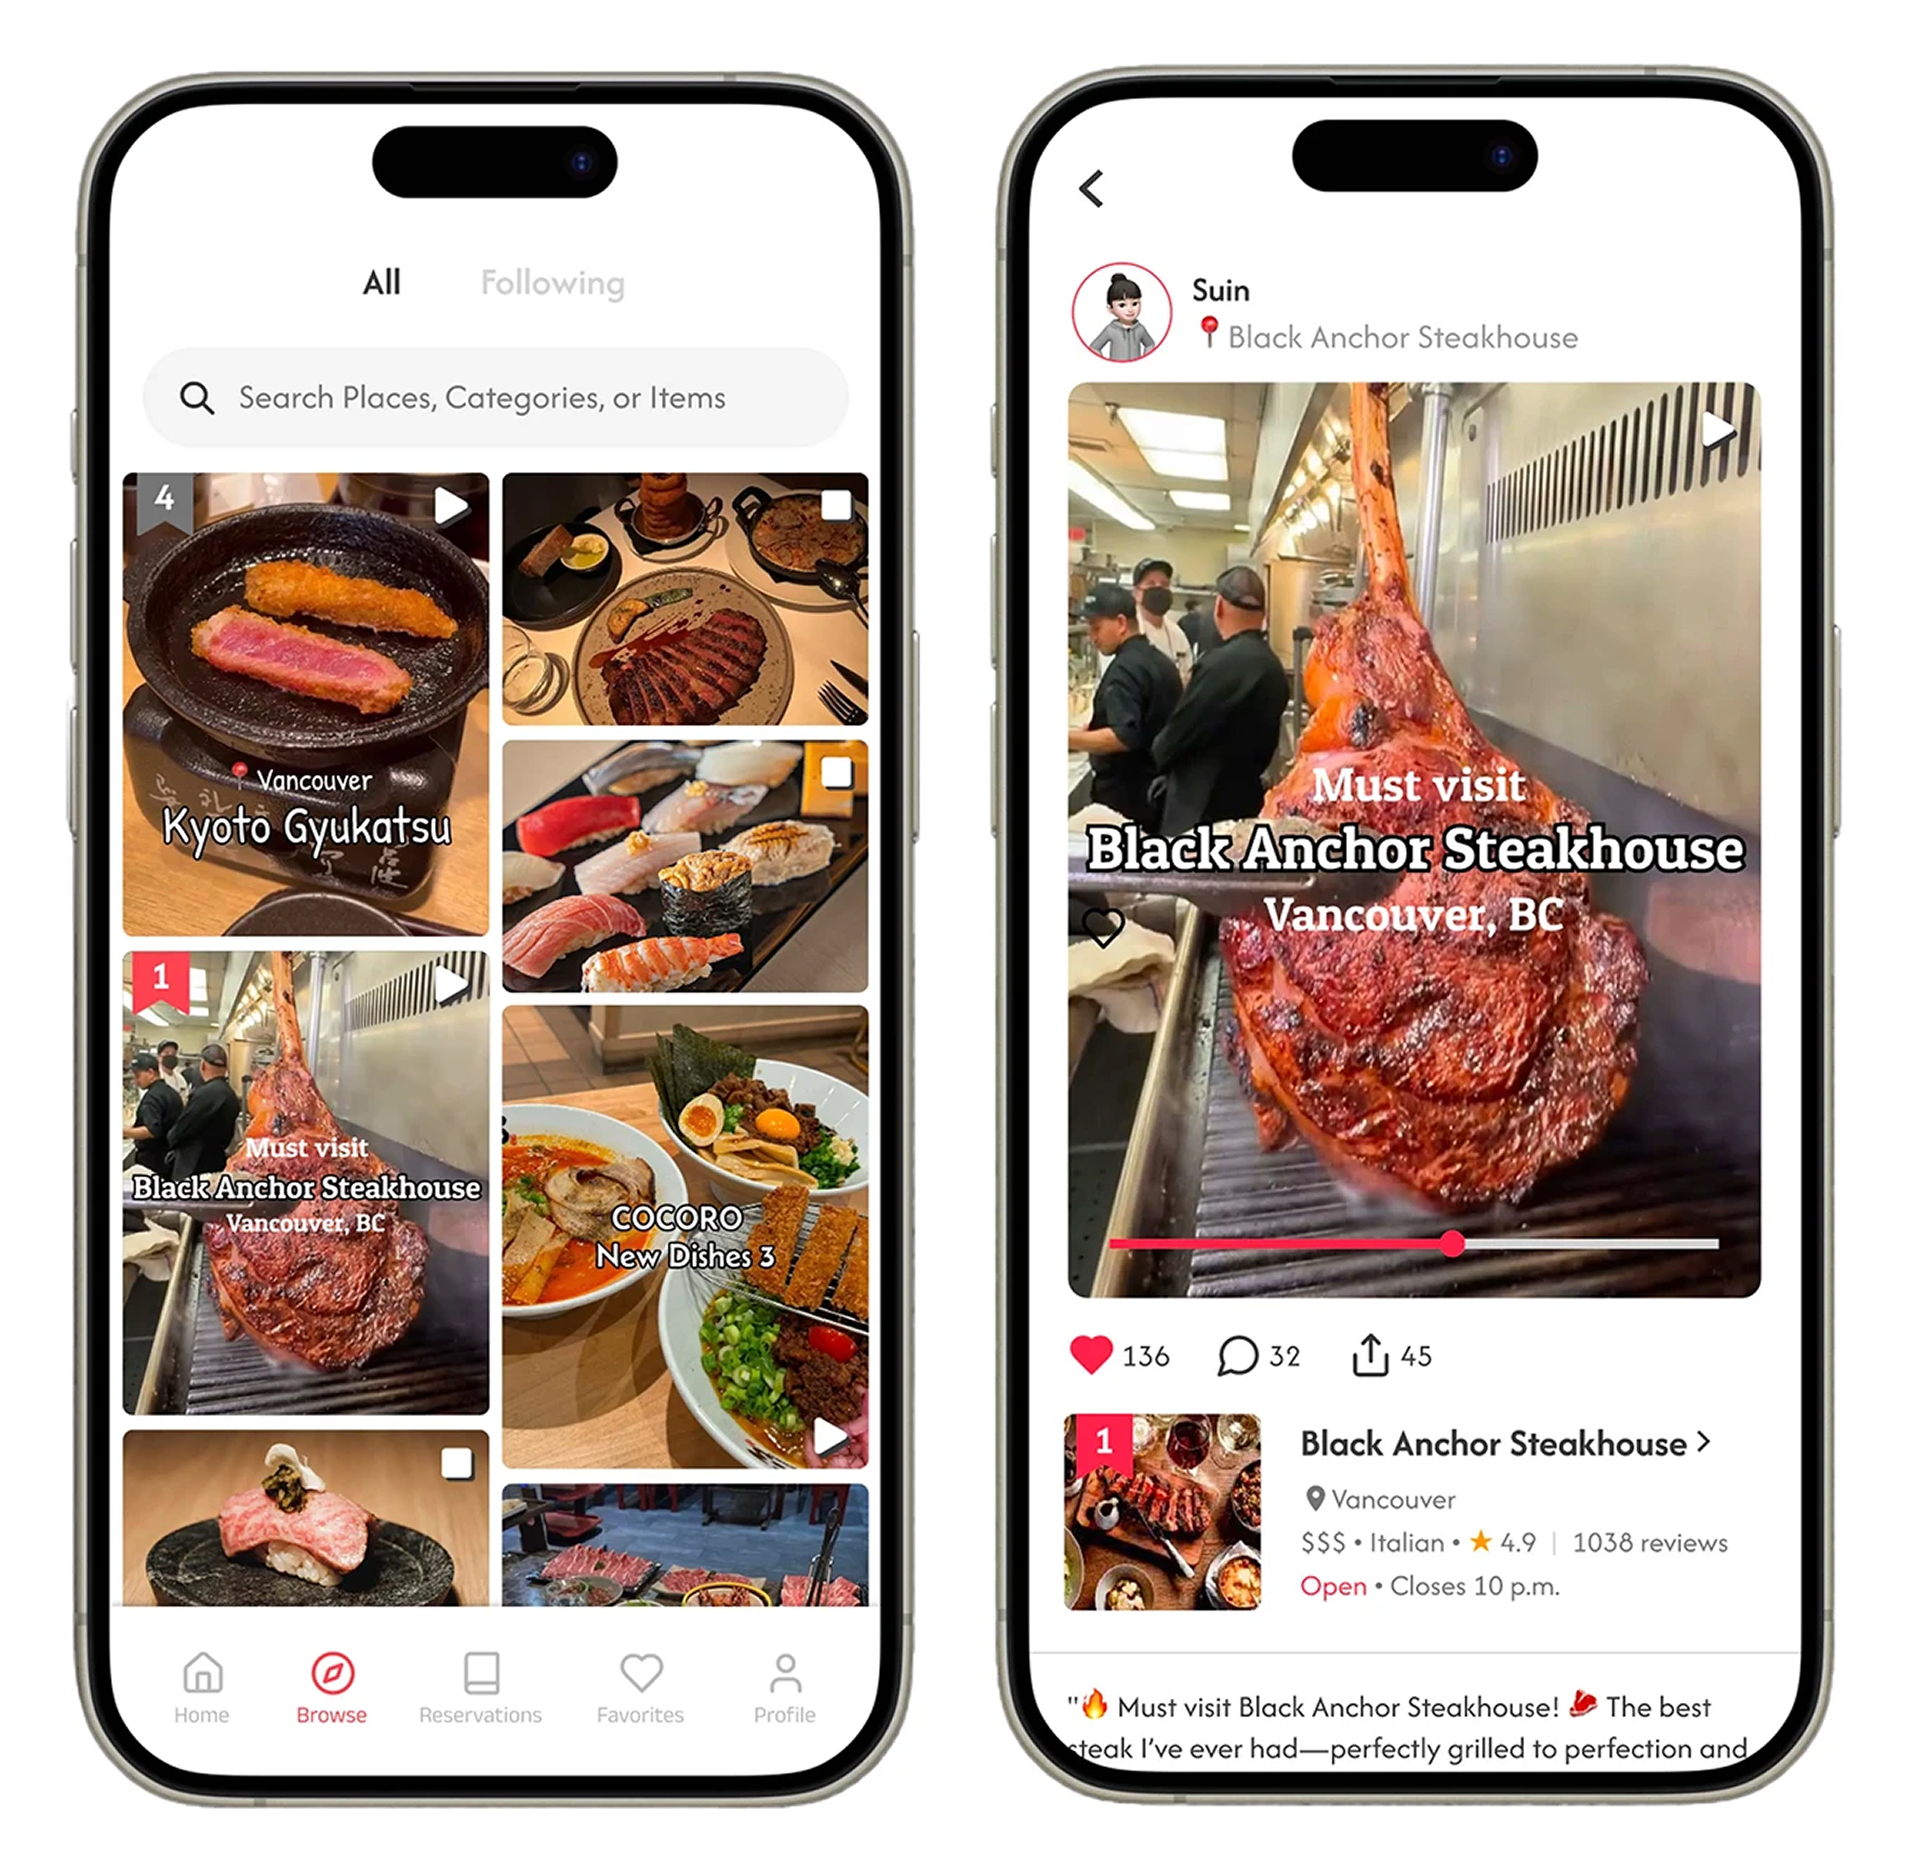 All
Following
Search Places, Categories, or Items
4
Vancouver
Kyoto Gyukatsu
1
Must visit
Black Anchor Steakhouse
Vancouver, BC
COCORO
New Dishes 3
Home
Browse
Reservations
Favorites
Profile
Suin
Black Anchor Steakhouse
Must visit
Black Anchor Steakhouse
Vancouver, BC
136
32
45
1
Black Anchor Steakhouse
Vancouver
$$$ • Italian • ★ 4.9 | 1038 reviews
Open • Closes 10 p.m.
"🔥 Must visit Black Anchor Steakhouse! 🥩 The best
steak I've ever had—perfectly grilled to perfection and